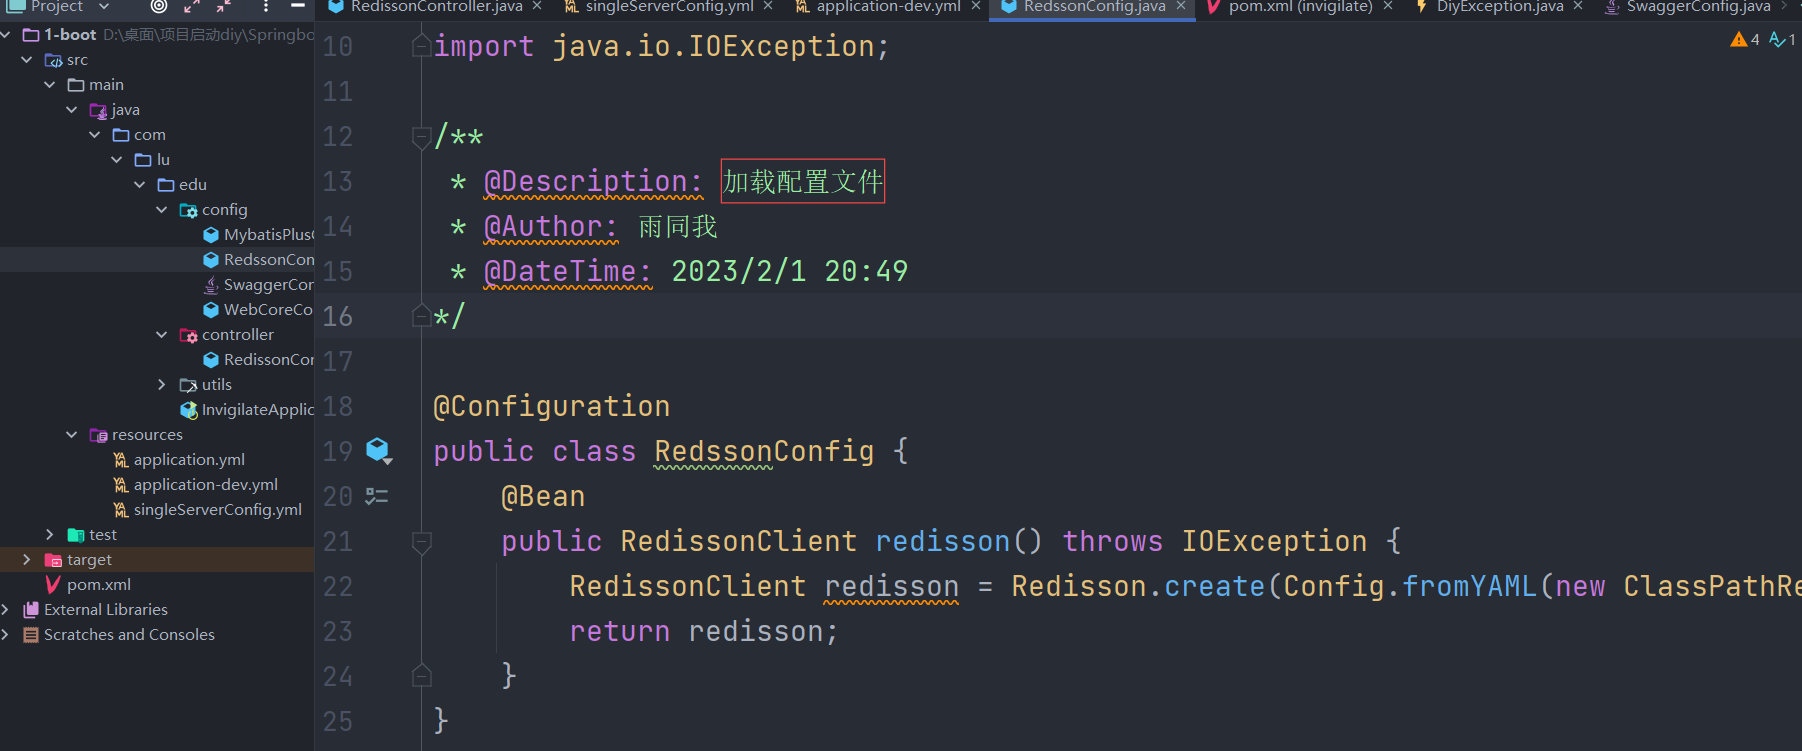 Project
RedissonController.java
singleServerConfig.yml
application-dev.yml
RedssonConfig.java
pom.xml (invigilate)
DiyException.java
SwaggerConfig.java
1-boot D:\桌面\项目启动diy\Springbo
src
main
java
com
lu
edu
config
MybatisPlus
RedssonCon
SwaggerCor
WebCoreCo
controller
RedissonCor
utils
InvigilateApplic
resources
application.yml
application-dev.yml
singleServerConfig.yml
test
target
pom.xml
External Libraries
Scratches and Consoles
4 1
10 import java.io.IOException;
11
12 /**
13 * @Description: 加载配置文件
14 * @Author: 雨同我
15 * @DateTime: 2023/2/1 20:49
16 */
17
18 @Configuration
19 public class RedssonConfig {
20 @Bean
21 public RedissonClient redisson() throws IOException {
22 RedissonClient redisson = Redisson.create(Config.fromYAML(new ClassPathRe
23 return redisson;
24 }
25 }